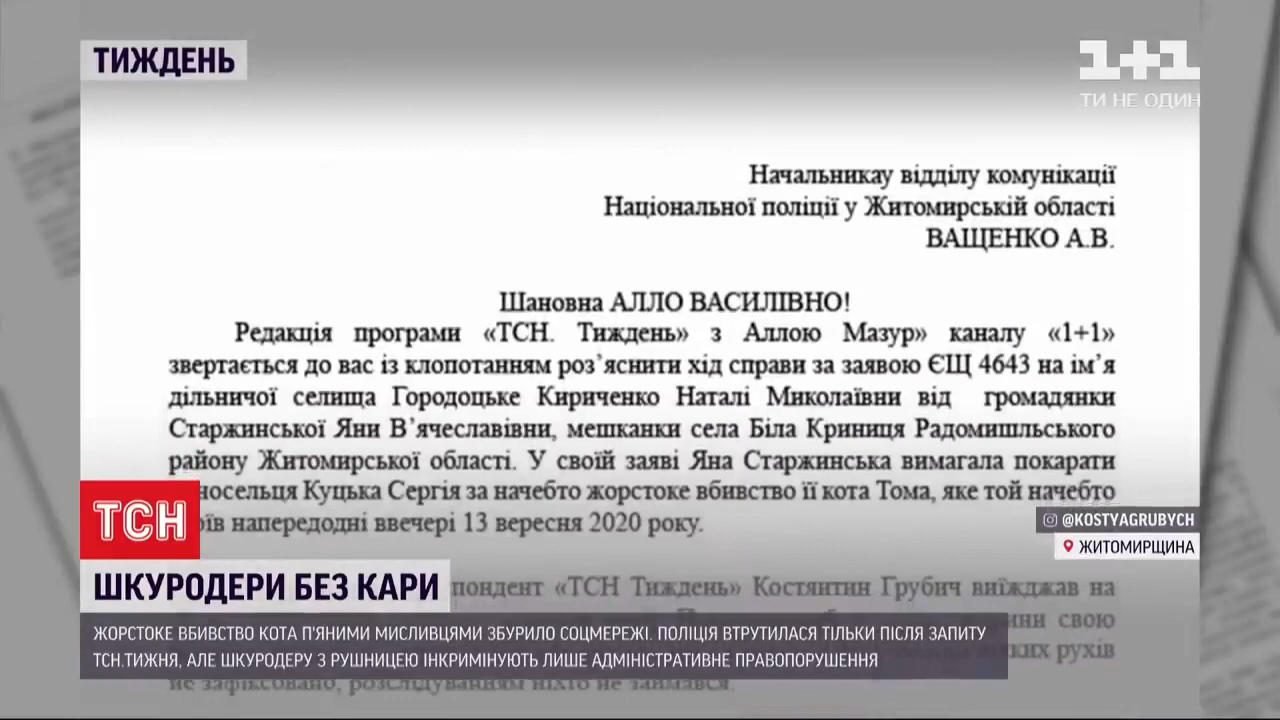 ТИЖДЕНЬ
1+1
ТИ НЕ ОДИН
Начальникау відділу комунікації
Національної поліції у Житомирській області
ВАЩЕНКО А.В.
Шановна АЛЛО ВАСИЛІВНО!
Редакція програми «ТСН. Тиждень» з Аллою Мазур» каналу «1+1»
звертається до вас із клопотанням роз’яснити хід справи за заявою ЄЩ 4643 на ім’я
дільничої селища Городоцьке Кириченко Наталі Миколаївни від громадянки
Старжинської Яни В’ячеславівни, мешканки села Біла Криниця Радомишльського
району Житомирської області. У своїй заяві Яна Старжинська вимагала покарати
Куцька Сергія за начебто жорстоке вбивство її кота Тома, яке той начебто
напередодні ввечері 13 вересня 2020 року.
ТСН
@KOSTYAGRUBYCH
ЖИТОМИРЩИНА
ШКУРОДЕРИ БЕЗ КАРИ
«ТСН Тиждень» Костянтин Грубич виїжджав на
свою
рухів
не зафіксовано, розслідуванням ніхто не займався.
ЖОРСТОКЕ ВБИВСТВО КОТА П'ЯНИМИ МИСЛИВЦЯМИ ЗБУРИЛО СОЦМЕРЕЖІ. ПОЛІЦІЯ ВТРУТИЛАСЯ ТІЛЬКИ ПІСЛЯ ЗАПИТУ
ТСН.ТИЖНЯ, АЛЕ ШКУРОДЕРУ З РУШНИЦЕЮ ІНКРИМІНУЮТЬ ЛИШЕ АДМІНІСТРАТИВНЕ ПРАВОПОРУШЕННЯ